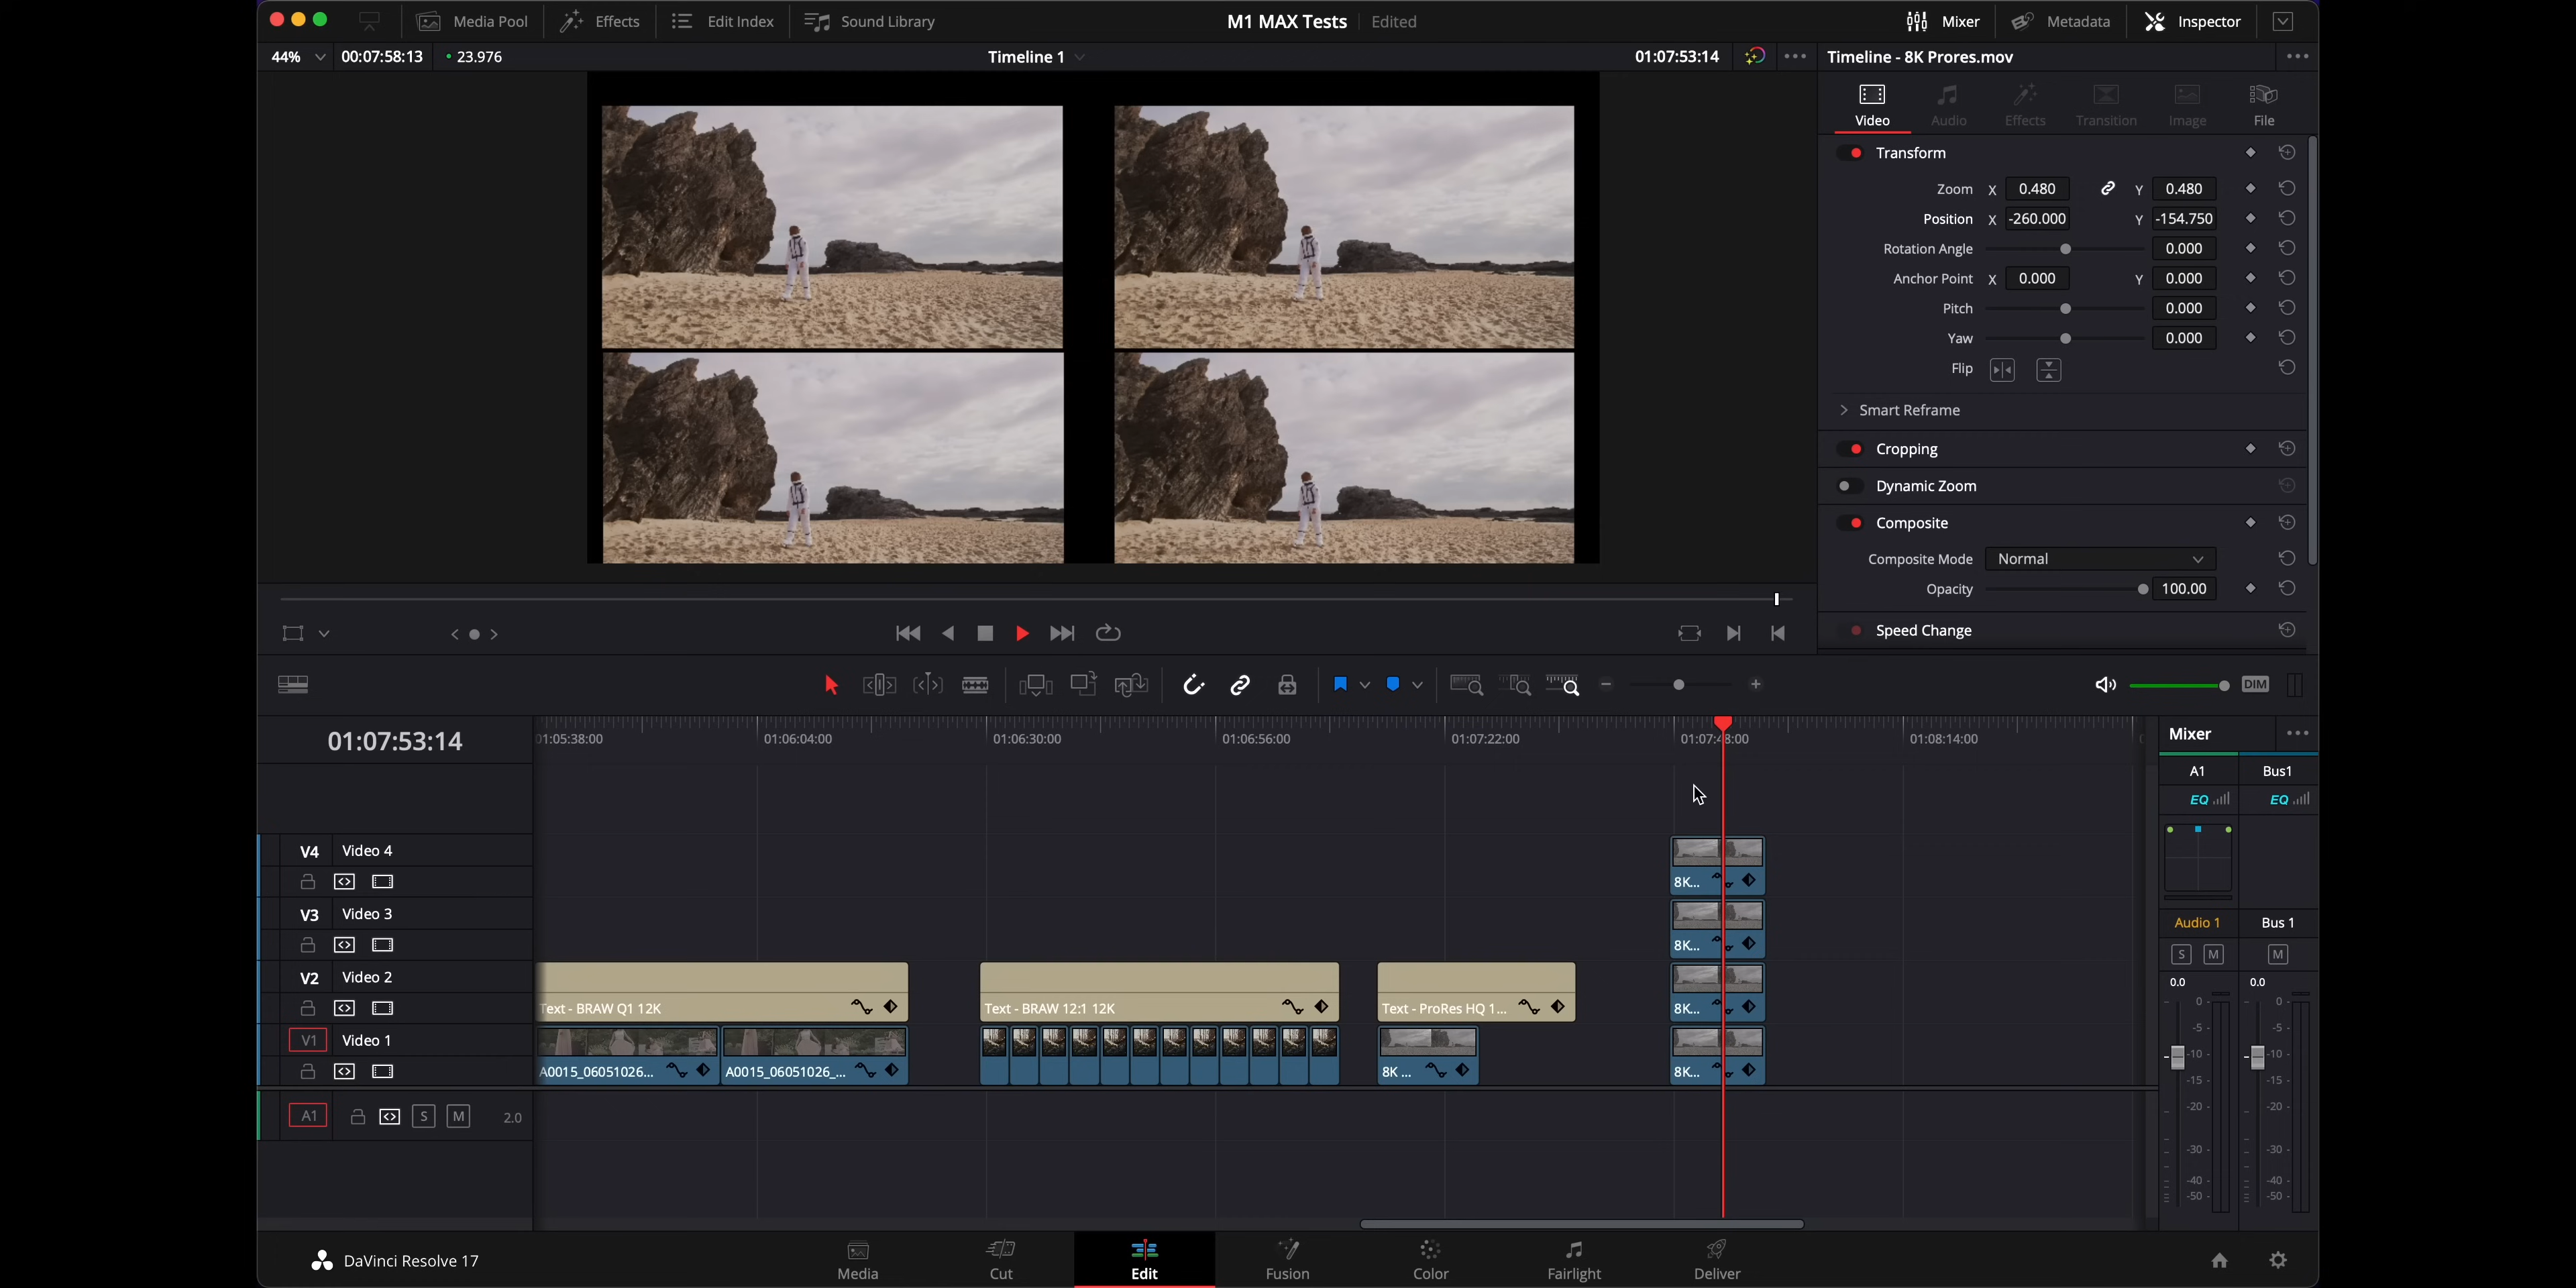 Media Pool Effects Edit Index Sound Library M1 MAX Tests Edited Mixer Metadata Inspector
44% 00:07:58:13 23.976 Timeline 1 01:07:53:14 Timeline - 8K Prores.mov
Video Audio Effects Transition Image File
Transform
Zoom X 0.480 Y 0.480
Position X -260.000 Y -154.750
Rotation Angle 0.000
Anchor Point X 0.000 Y 0.000
Pitch 0.000
Yaw 0.000
Flip
Smart Reframe
Cropping
Dynamic Zoom
Composite
Composite Mode Normal
Opacity 100.00
Speed Change
DIM
01:07:53:14 01:05:38:00 01:06:04:00 01:06:30:00 01:06:56:00 01:07:22:00 01:07:48:00 01:08:14:00
Mixer
A1 Bus1
EQ EQ
V4 Video 4
8K...
V3 Video 3
8K...
Audio 1 Bus 1
S M M
V2 Video 2
Text - BRAW Q1 12K Text - BRAW 12:1 12K Text - ProRes HQ 1... 8K...
V1 Video 1
A0015_06051026... A0015_06051026_... 8K ... 8K...
A1 S M 2.0
0.0 0.0
0- 0-
-5- -5-
-10- -10-
-15- -15-
-20- -20-
-30- -30-
-40- -40-
-50- -50-
DaVinci Resolve 17 Media Cut Edit Fusion Color Fairlight Deliver